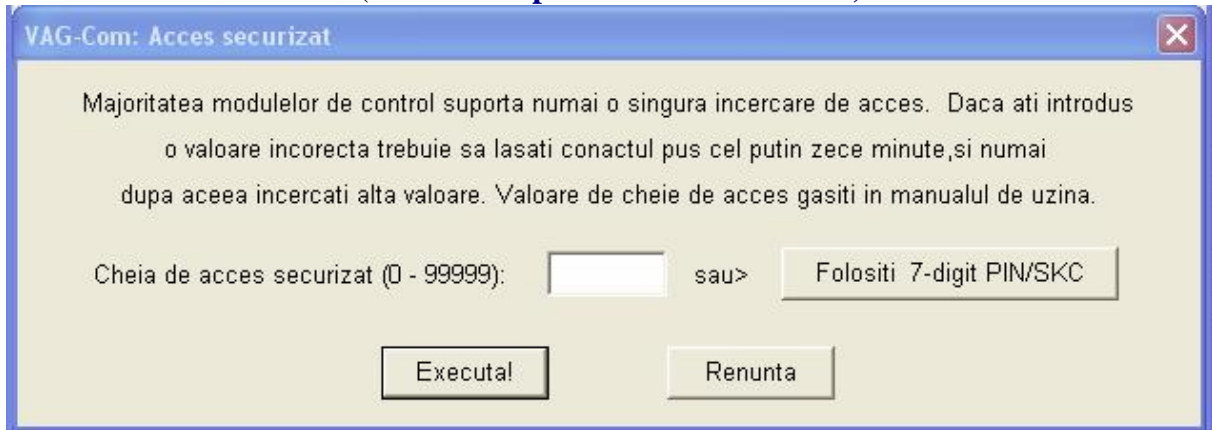 VAG-Com: Acces securizat
Majoritatea modulelor de control suporta numai o singura incercare de acces.  Daca ati introdus
o valoare incorecta trebuie sa lasati conactul pus cel putin zece minute,si numai
dupa aceea incercati alta valoare. Valoare de cheie de acces gasiti in manualul de uzina.
Cheia de acces securizat (0 - 99999): sau> Folositi 7-digit PIN/SKC
Executa! Renunta